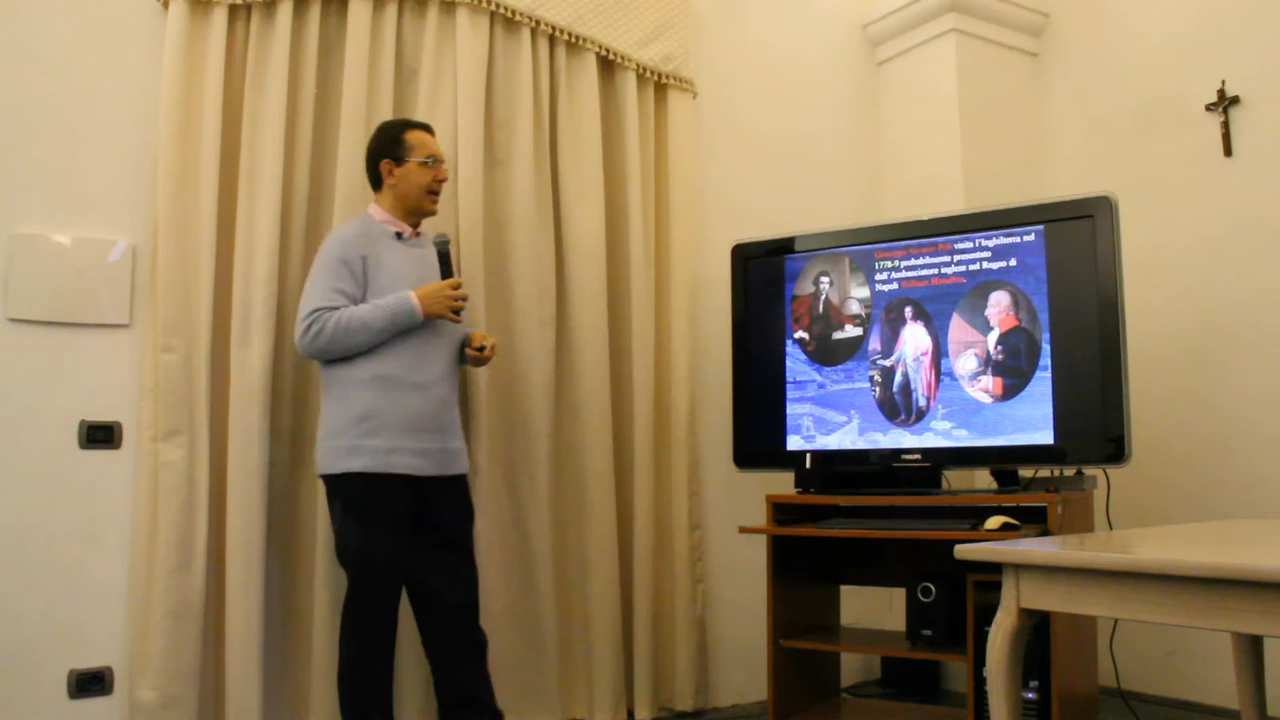 Giuseppe Saverio Poli visita l'Inghilterra nel
1778-9 probabilmente presentato
dall'Ambasciatore inglese nel Regno di
Napoli William Hamilton.
PHILIPS